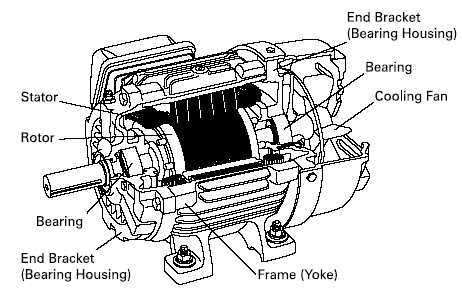 End Bracket
(Bearing Housing)
Bearing
Cooling Fan
Stator
Rotor
Bearing
End Bracket
(Bearing Housing)
Frame (Yoke)